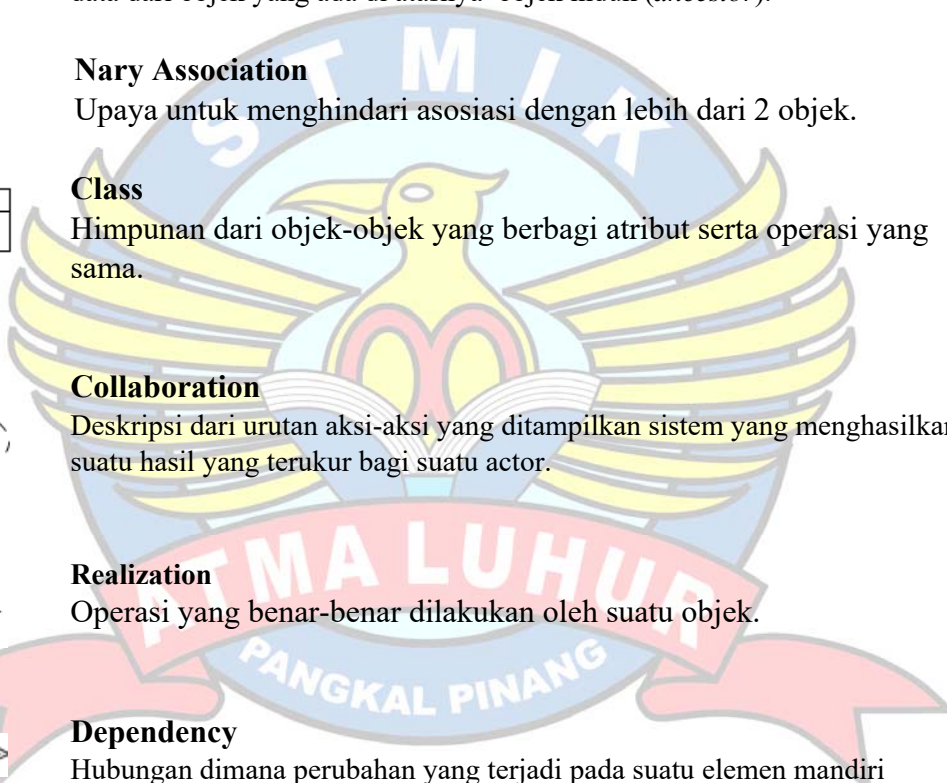 data dari objek yang ada di atasnya objek induk (ancestor).
Nary Association
Upaya untuk menghindari asosiasi dengan lebih dari 2 objek.
Class
Himpunan dari objek-objek yang berbagi atribut serta operasi yang
sama.
Collaboration
Deskripsi dari urutan aksi-aksi yang ditampilkan sistem yang menghasilkan
suatu hasil yang terukur bagi suatu actor.
Realization
Operasi yang benar-benar dilakukan oleh suatu objek.
Dependency
Hubungan dimana perubahan yang terjadi pada suatu elemen mandiri
STMIK
ATMA LUHUR
PANGKAL PINANG